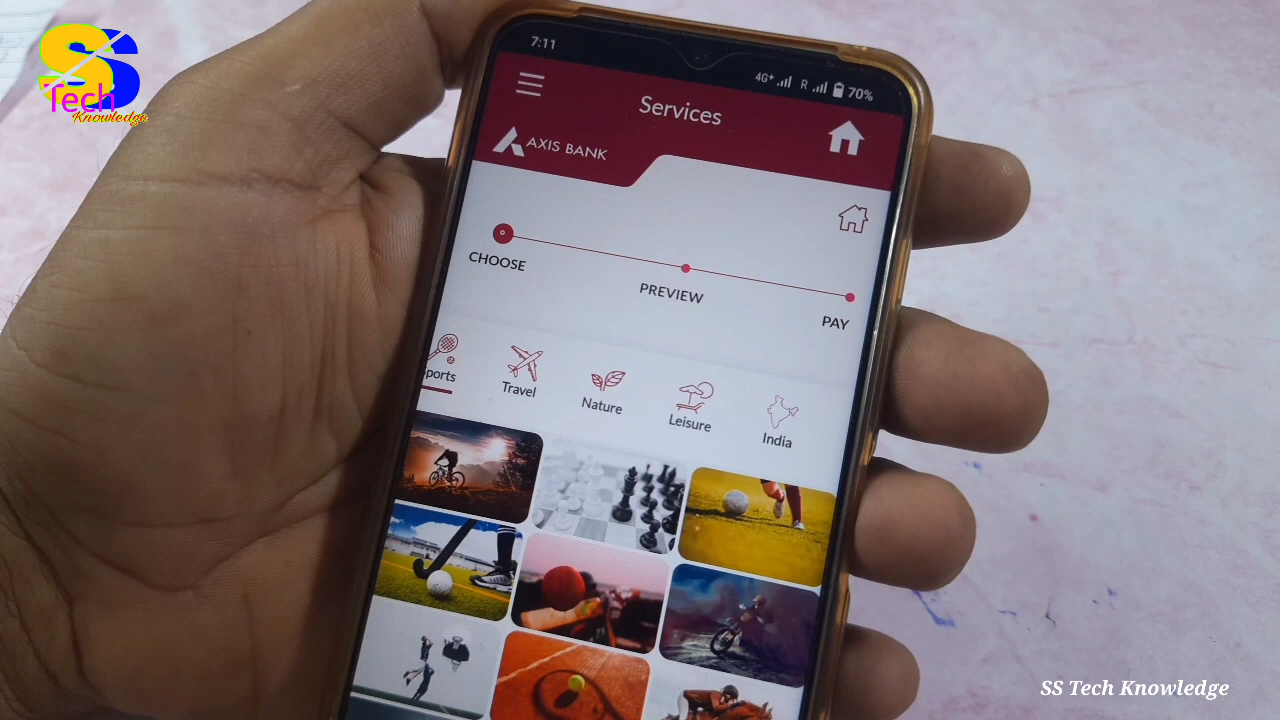 SS
Tech
Knowledge
7:11
4G+ R 70%
Services
AXIS BANK
CHOOSE
PREVIEW
PAY
ports
Travel
Nature
Leisure
India
SS Tech Knowledge